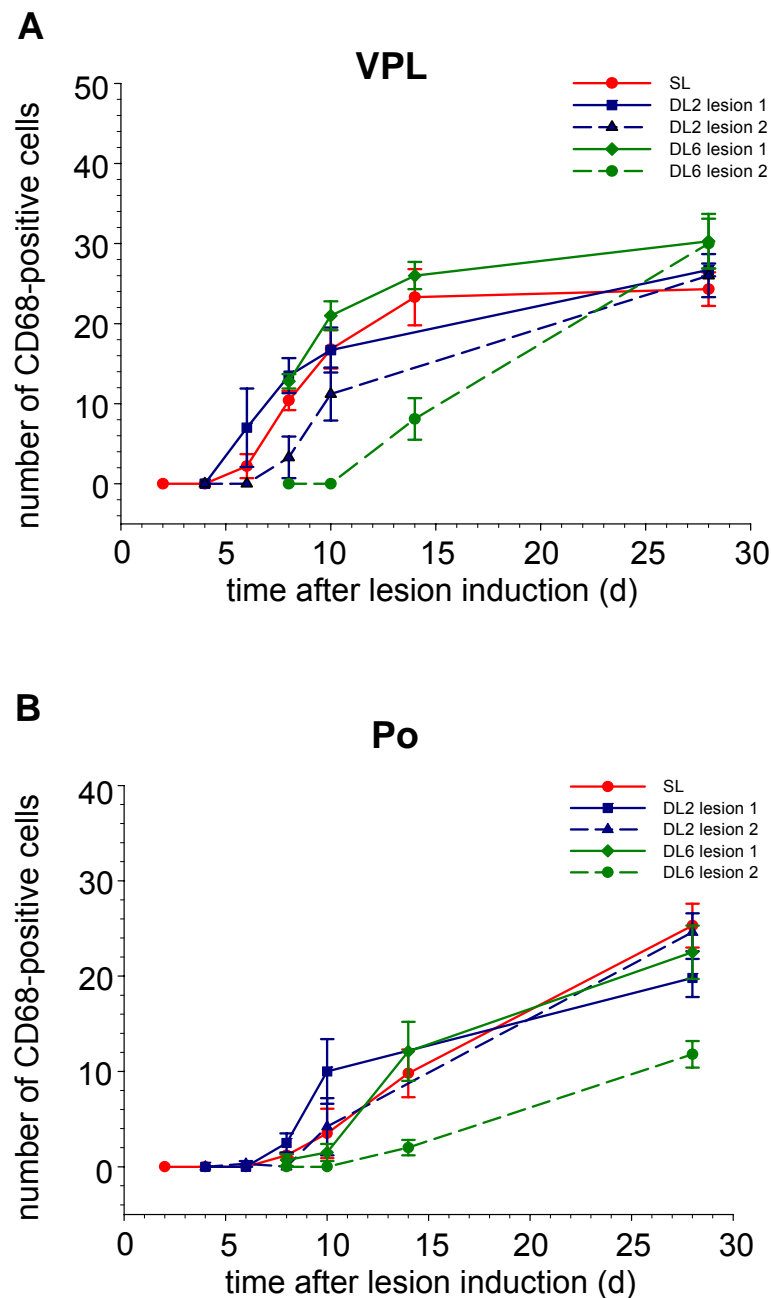 A
VPL
SL
DL2 lesion 1
DL2 lesion 2
DL6 lesion 1
DL6 lesion 2
50
40
30
20
10
0
number of CD68-positive cells
0 5 10 15 20 25 30
time after lesion induction (d)
B
Po
SL
DL2 lesion 1
DL2 lesion 2
DL6 lesion 1
DL6 lesion 2
40
30
20
10
0
number of CD68-positive cells
0 5 10 15 20 25 30
time after lesion induction (d)